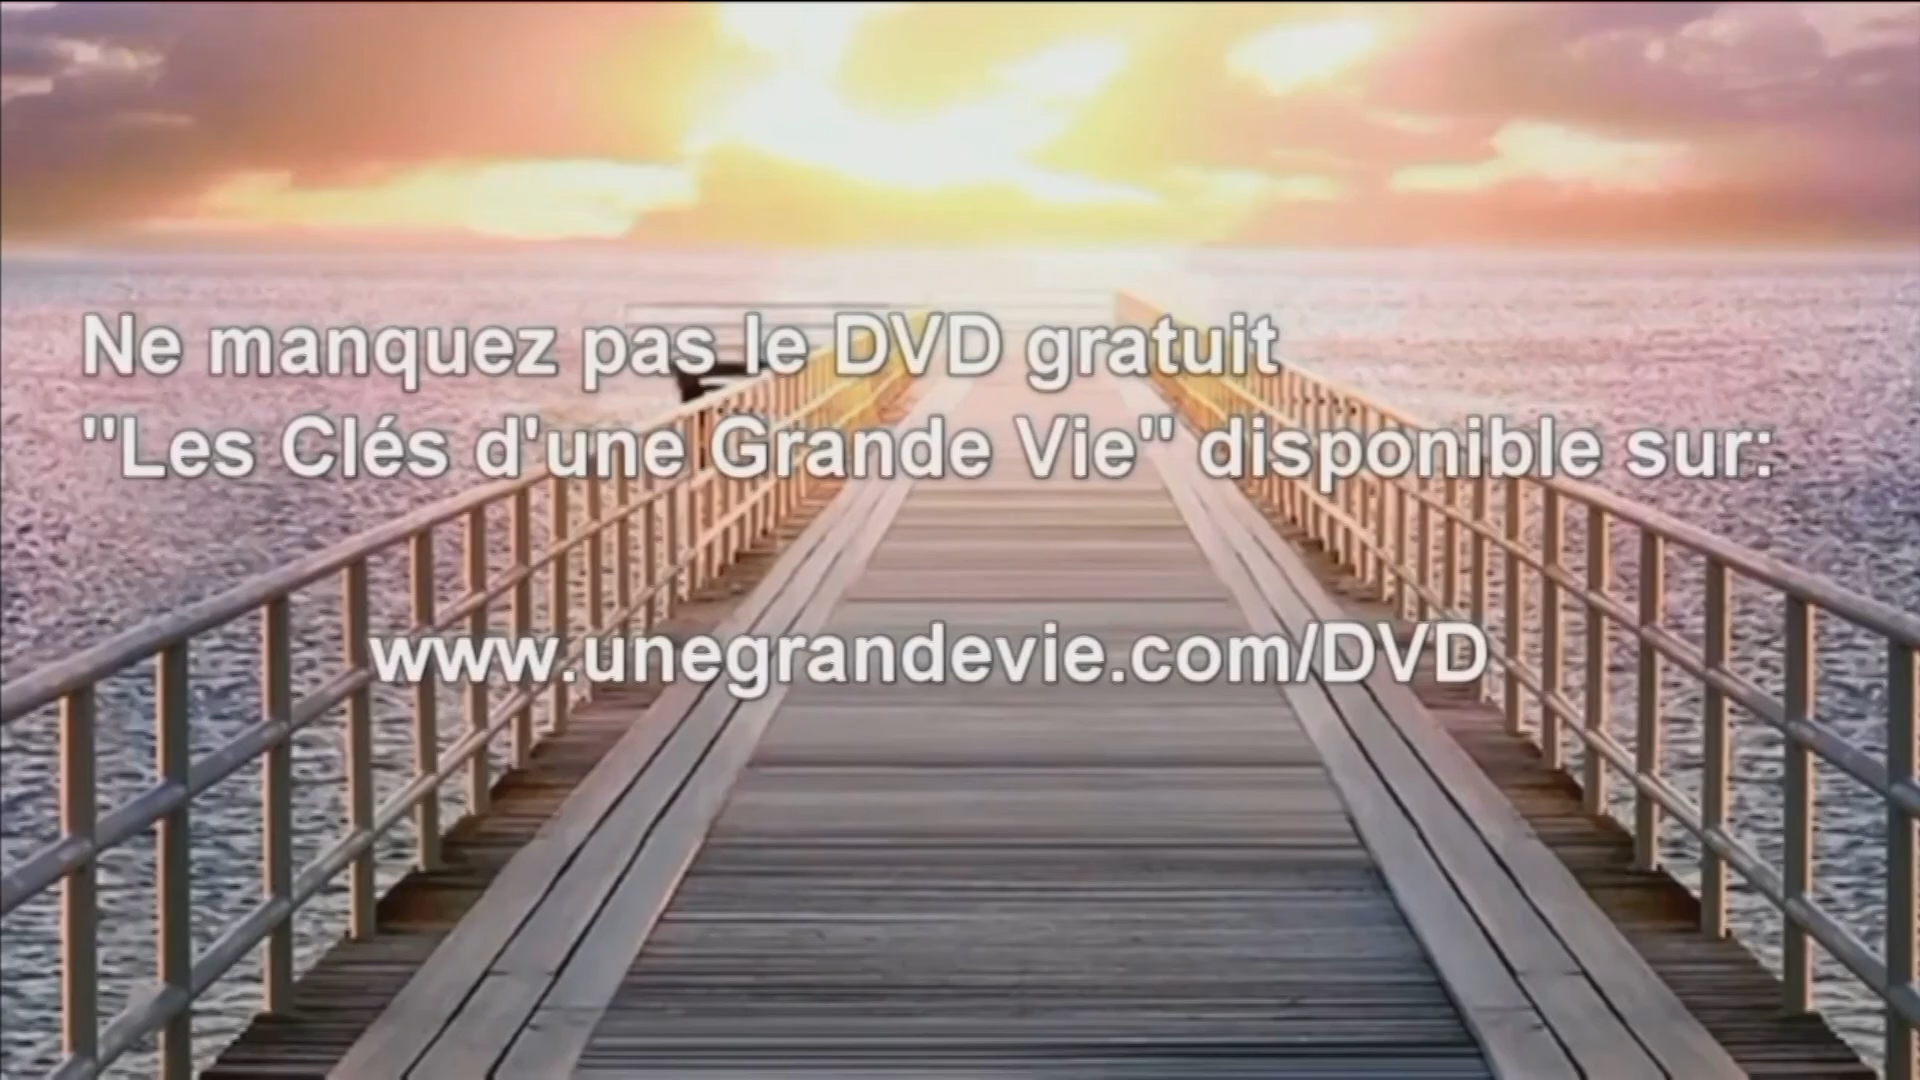 Ne manquez pas le DVD gratuit
"Les Clés d'une Grande Vie" disponible sur:
www.unegrandevie.com/DVD